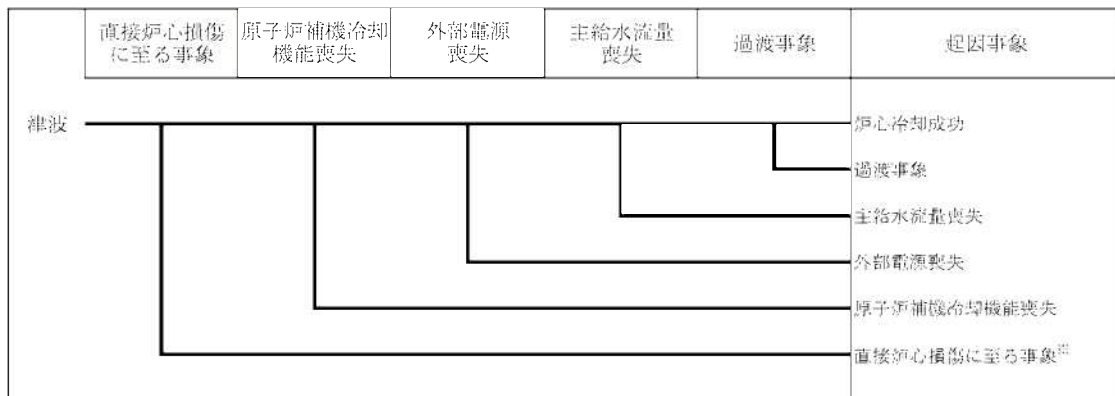 直接炉心損傷
に至る事象
原子炉補機冷却
機能喪失
外部電源
喪失
主給水流量
喪失
過渡事象
起因事象
津波
炉心冷却成功
過渡事象
主給水流量喪失
外部電源喪失
原子炉補機冷却機能喪失
直接炉心損傷に至る事象※